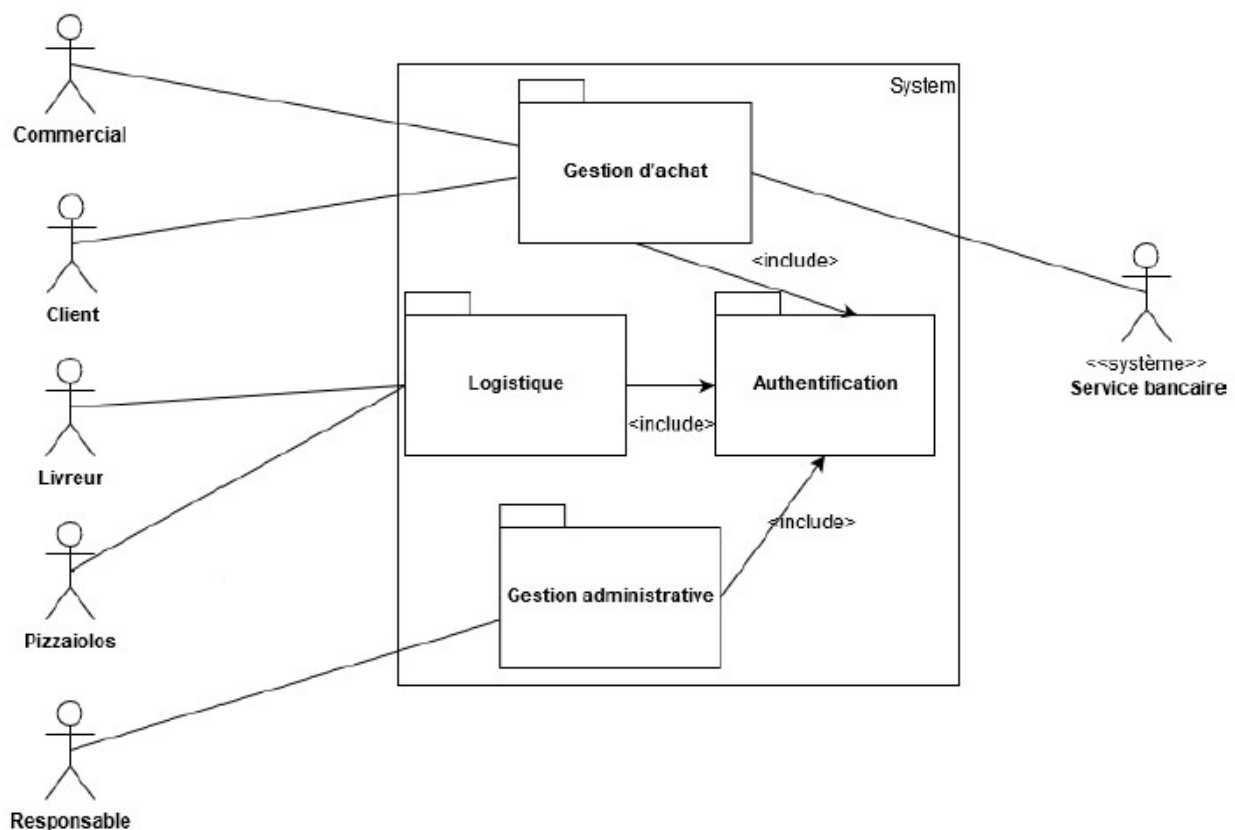 System
Commercial
Gestion d'achat
<include>
Client
Logistique
Authentification
<include>
<<système>>
Service bancaire
Livreur
<include>
Gestion administrative
Pizzaiolos
Responsable